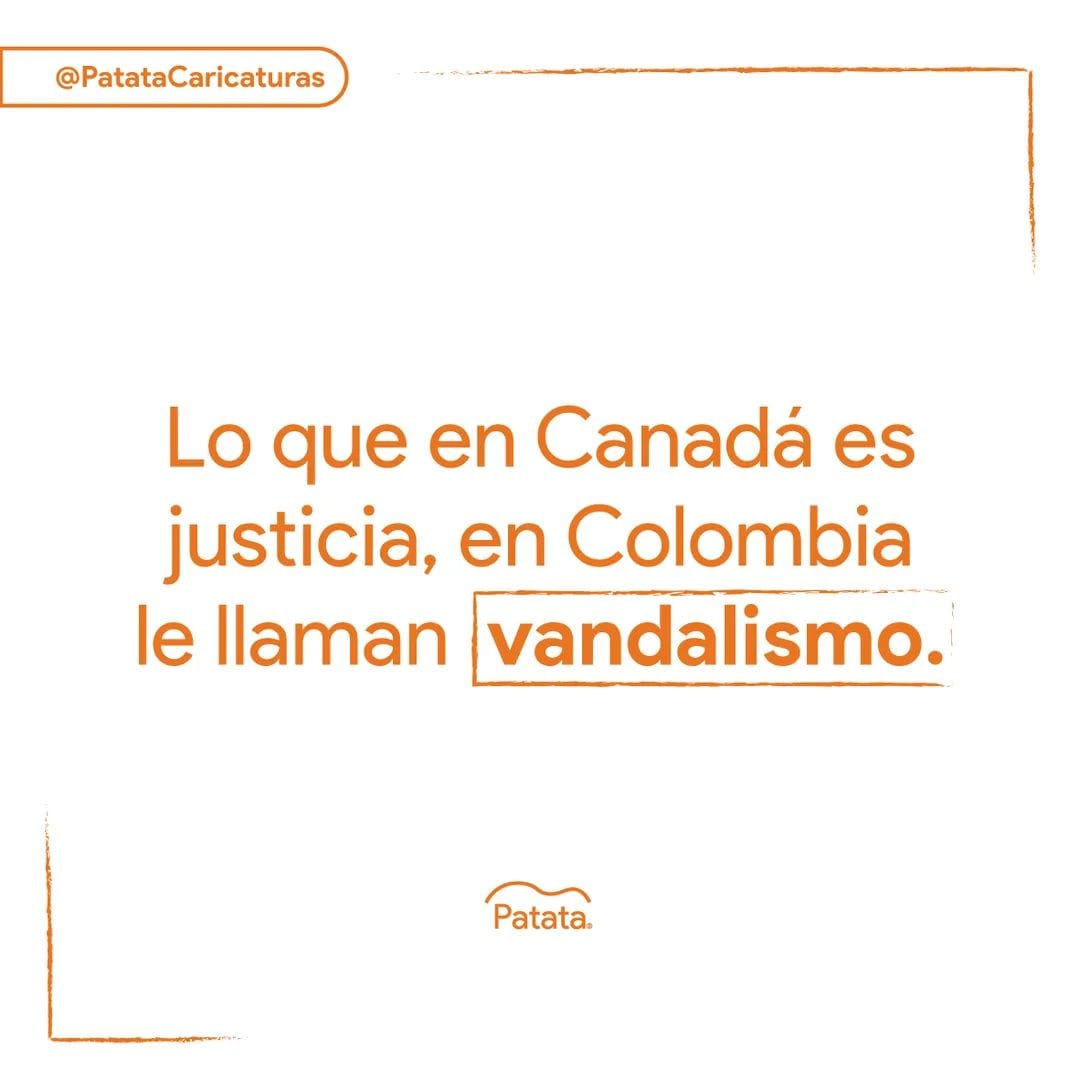 @PatataCaricaturas
Lo que en Canadá es
justicia, en Colombia
le llaman vandalismo.
Patata®